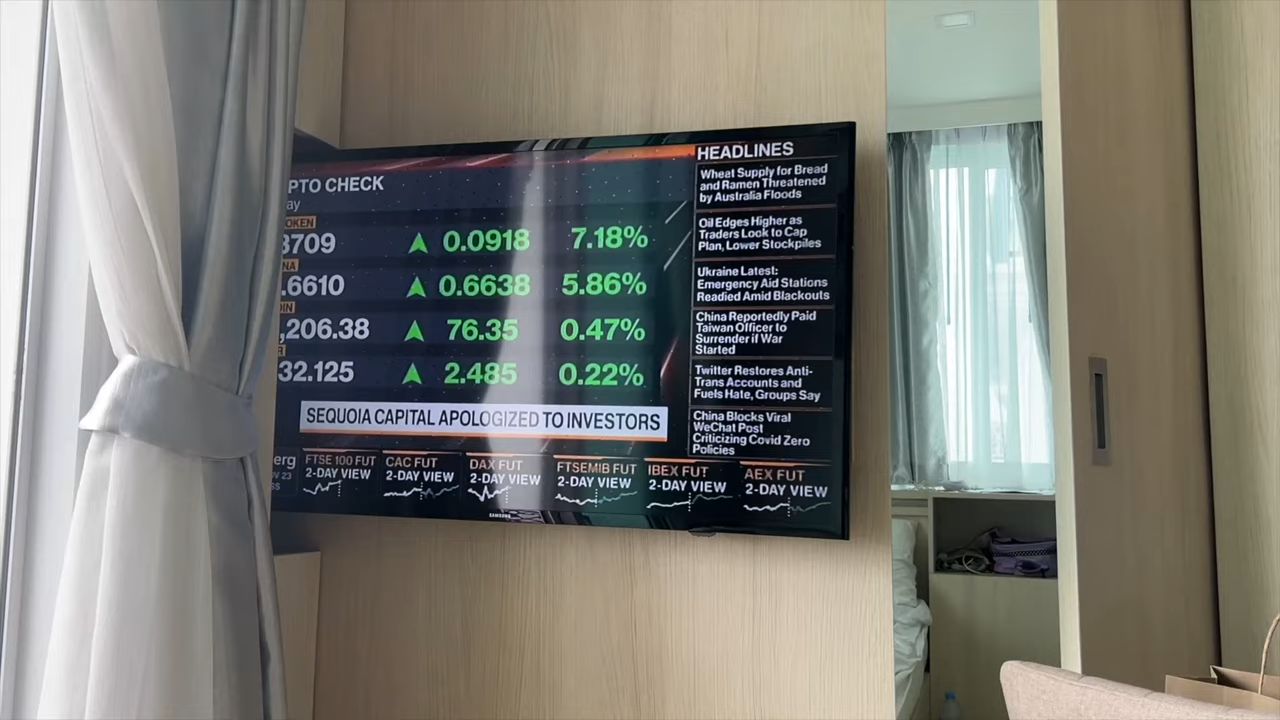 PTO CHECK
ay
OKEN
3709 0.0918 7.18%
NA
.6610 0.6638 5.86%
IN
,206.38 76.35 0.47%
R
32.125 2.485 0.22%
SEQUOIA CAPITAL APOLOGIZED TO INVESTORS
HEADLINES
Wheat Supply for Bread
and Ramen Threatened
by Australia Floods
Oil Edges Higher as
Traders Look to Cap
Plan, Lower Stockpiles
Ukraine Latest:
Emergency Aid Stations
Readied Amid Blackouts
China Reportedly Paid
Taiwan Officer to
Surrender if War
Started
Twitter Restores Anti-
Trans Accounts and
Fuels Hate, Groups Say
China Blocks Viral
WeChat Post
Criticizing Covid Zero
Policies
erg
V 23
SS
FTSE 100 FUT
2-DAY VIEW
CAC FUT
2-DAY VIEW
DAX FUT
2-DAY VIEW
FTSEMIB FUT
2-DAY VIEW
IBEX FUT
2-DAY VIEW
AEX FUT
2-DAY VIEW
SAMSUNG